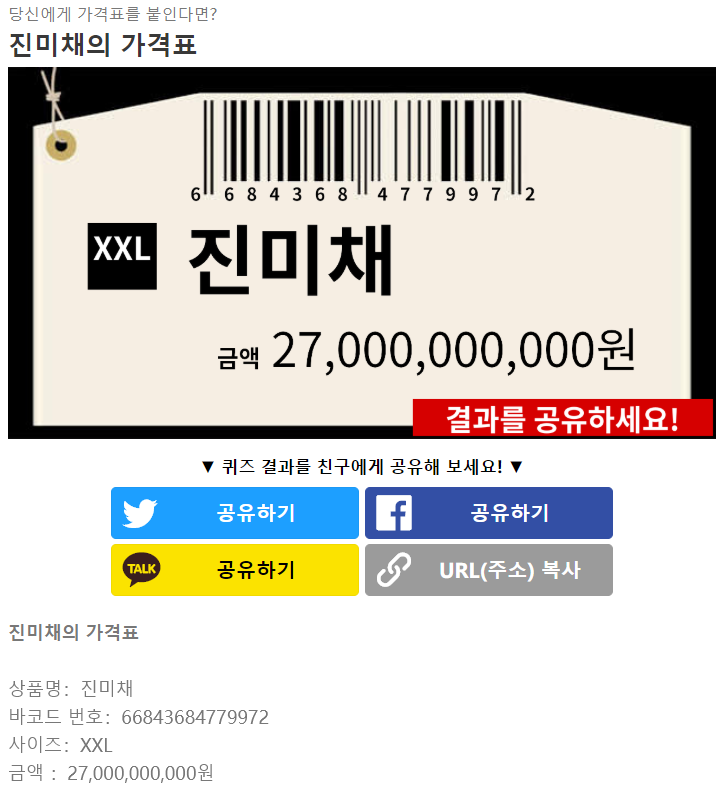 당신에게 가격표를 붙인다면?
진미채의 가격표
6 684368 477997 2
XXL
진미채
금액 27,000,000,000원
결과를 공유하세요!
▼ 퀴즈 결과를 친구에게 공유해 보세요! ▼
공유하기
공유하기
TALK 공유하기
URL(주소) 복사
진미채의 가격표
상품명: 진미채
바코드 번호: 66843684779972
사이즈: XXL
금액 : 27,000,000,000원